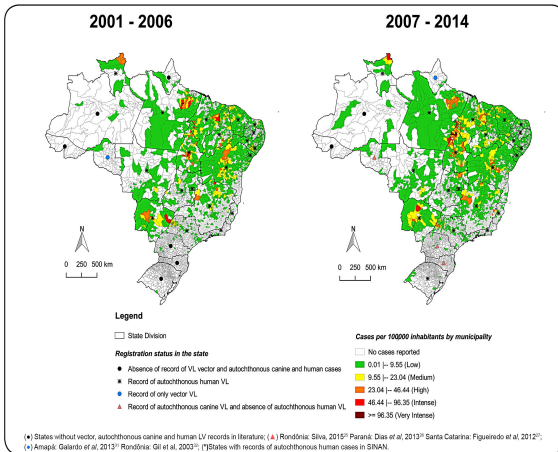 2001 - 2006
2007 - 2014
N
0 250 500 km
N
0 250 500 km
Legend
State Division
Registration status in the state
Absence of record of VL vector and autochthonous canine and human cases
Record of autochthonous human VL
Record of only vector VL
Record of autochthonous canine VL and absence of autochthonous human VL
Cases per 100000 inhabitants by municipality
No cases reported
0.01 |-- 9.55 (Low)
9.55 |-- 23.04 (Medium)
23.04 |-- 46.44 (High)
46.44 |-- 96.35 (Intense)
>= 96.35 (Very Intense)
(●) States without vector, autochthonous canine and human LV records in literature; (▲) Rondônia: Silva, 2015 Paraná: Dias et al, 2013 Santa Catarina: Figueiredo et al, 2012
(●) Amapá: Galardo et al, 2013 Rondônia: Gil et al, 2003; (*)States with records of autochthonous human cases in SINAN.